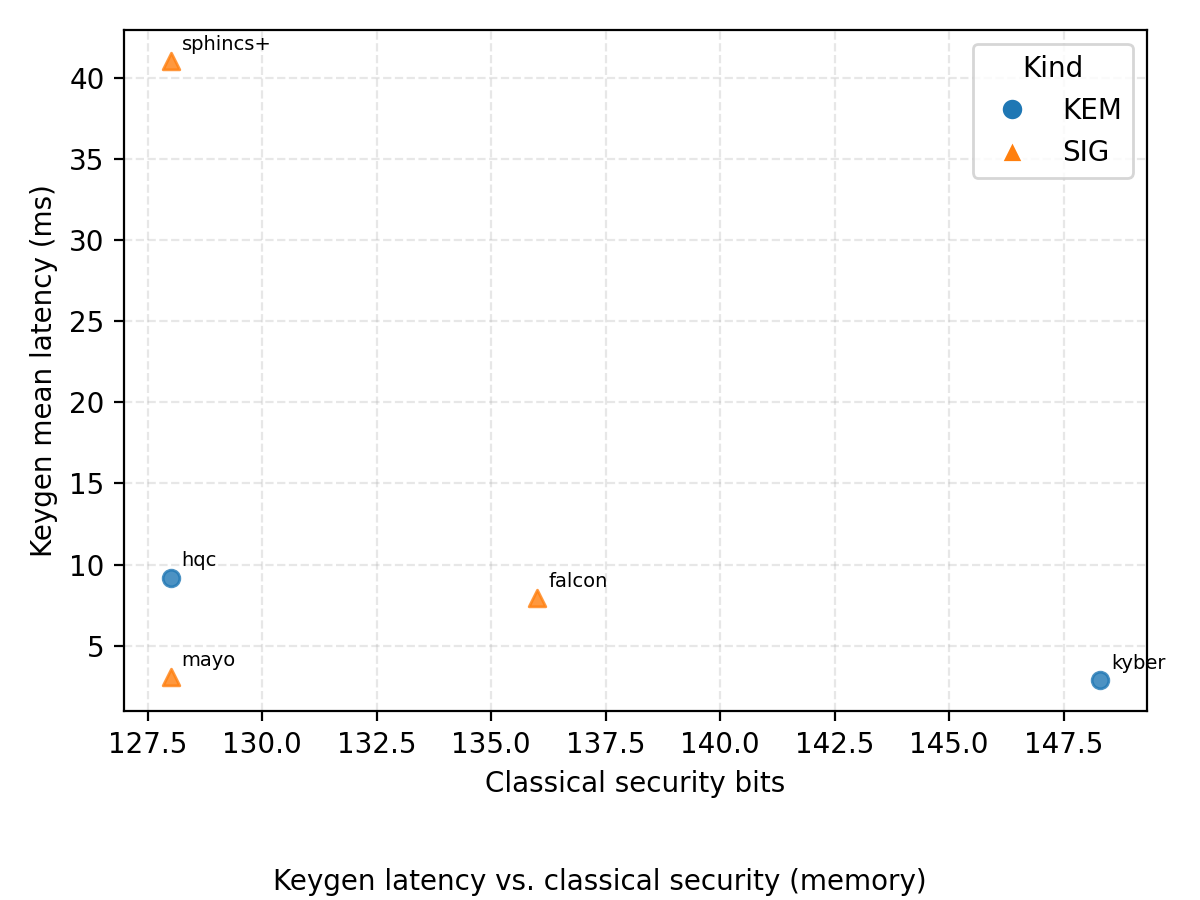 sphincs+
Kind
KEM
SIG
40
35
30
25
20
15
10
5
Keygen mean latency (ms)
hqc
falcon
mayo
kyber
127.5 130.0 132.5 135.0 137.5 140.0 142.5 145.0 147.5
Classical security bits
Keygen latency vs. classical security (memory)